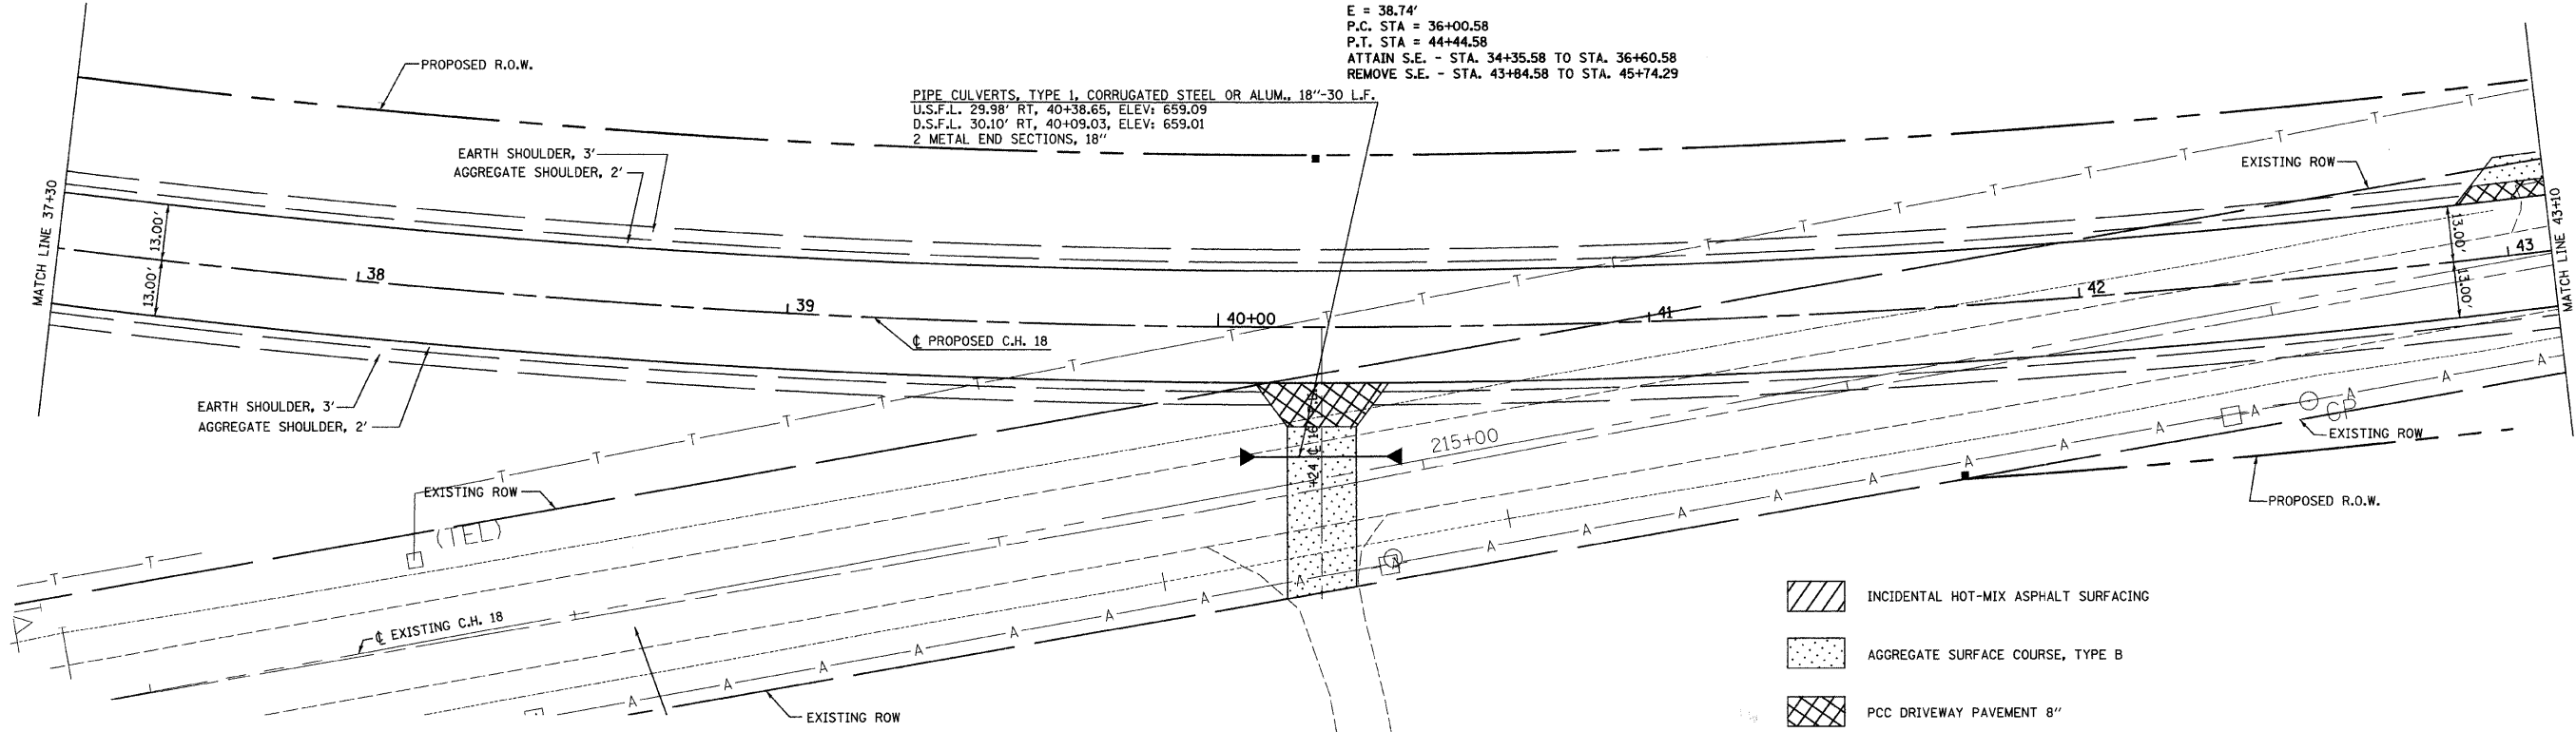 E = 38.74'
P.C. STA = 36+00.58
P.T. STA = 44+44.58
ATTAIN S.E. - STA. 34+35.58 TO STA. 36+60.58
REMOVE S.E. - STA. 43+84.58 TO STA. 45+74.29
PROPOSED R.O.W.
PIPE CULVERTS, TYPE 1, CORRUGATED STEEL OR ALUM., 18''-30 L.F.
U.S.F.L. 29.98' RT, 40+38.65, ELEV: 659.09
D.S.F.L. 30.10' RT, 40+09.03, ELEV: 659.01
2 METAL END SECTIONS, 18''
EARTH SHOULDER, 3'
AGGREGATE SHOULDER, 2'
EXISTING ROW
MATCH LINE 37+30
MATCH LINE 43+10
13.00'
13.00'
13.00'
13.00'
38
39
40+00
41
42
43
℄ PROPOSED C.H. 18
EARTH SHOULDER, 3'
AGGREGATE SHOULDER, 2'
215+00
GP
EXISTING ROW
PROPOSED R.O.W.
EXISTING ROW
(TEL)
℄ EXISTING C.H. 18
EXISTING ROW
INCIDENTAL HOT-MIX ASPHALT SURFACING
AGGREGATE SURFACE COURSE, TYPE B
PCC DRIVEWAY PAVEMENT 8''